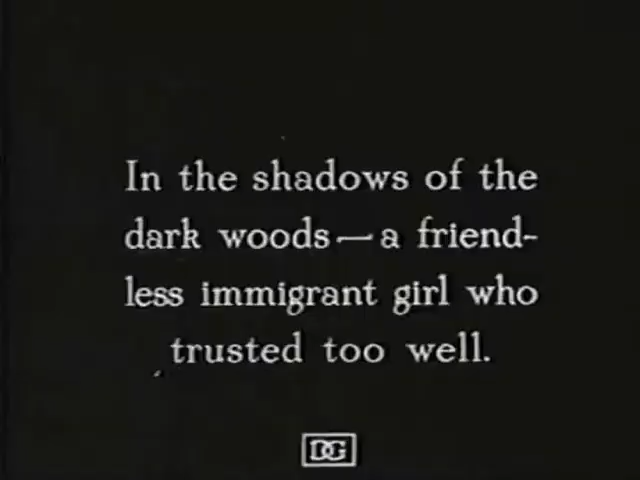 In the shadows of the
dark woods—a friend-
less immigrant girl who
trusted too well.
DG